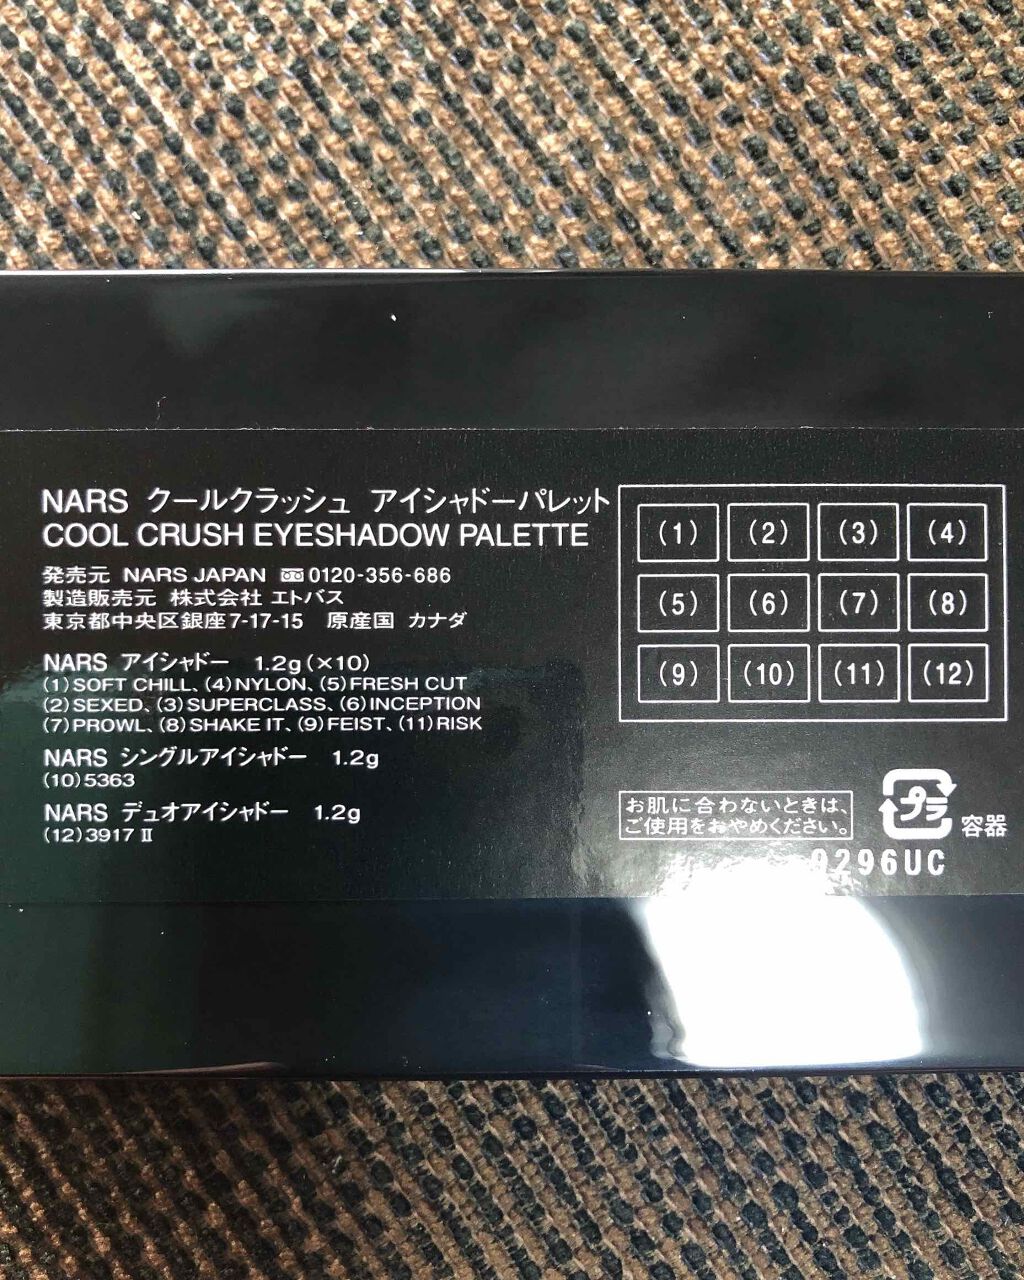 NARS クールクラッシュ アイシャドーパレット
COOL CRUSH EYESHADOW PALETTE
発売元 NARS JAPAN 0120-356-686
製造販売元 株式会社 エトバス
東京都中央区銀座7-17-15 原産国 カナダ
NARS アイシャドー 1.2g(×10)
(1)SOFT CHILL、(4)NYLON、(5)FRESH CUT
(2)SEXED、(3)SUPERCLASS、(6)INCEPTION
(7)PROWL、(8)SHAKE IT、(9)FEIST、(11)RISK
NARS シングルアイシャドー 1.2g
(10)5363
NARS デュオアイシャドー 1.2g
(12)3917 Ⅱ
(1) (2) (3) (4)
(5) (6) (7) (8)
(9) (10) (11) (12)
お肌に合わないときは、
ご使用をおやめください。
プラ
容器
0296UC